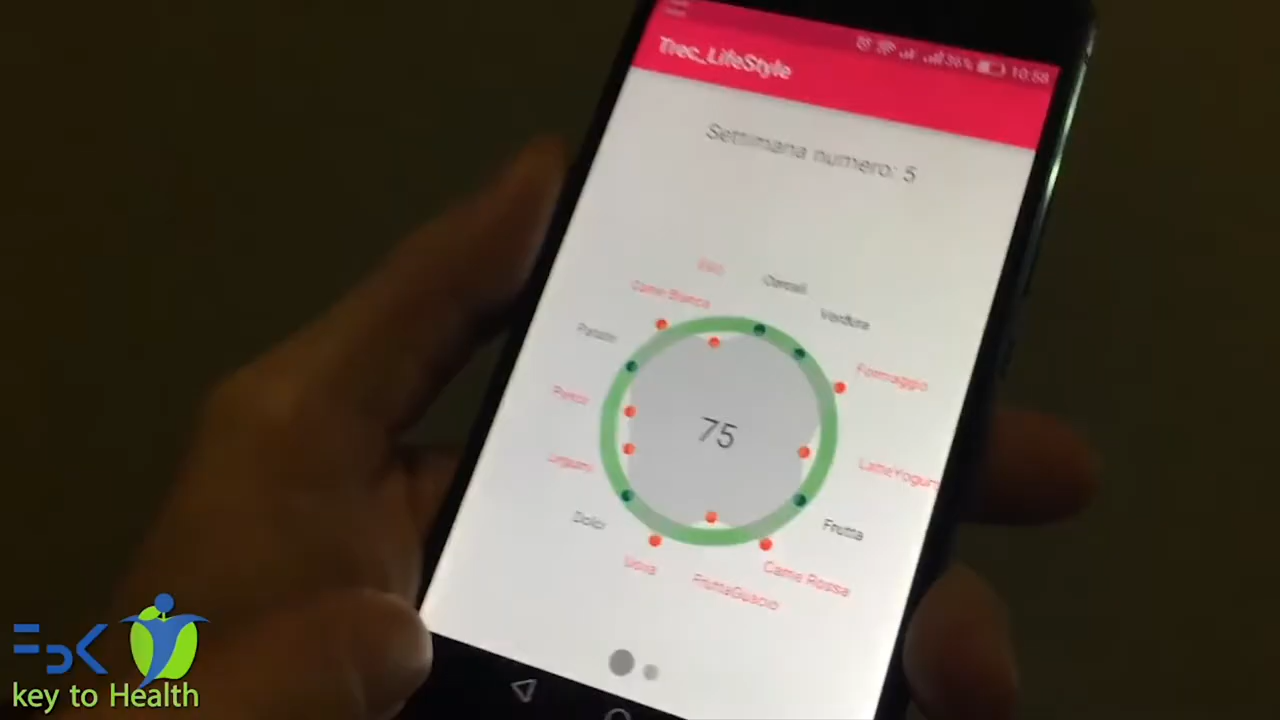 36% 10:58
Trec_LifeStyle
Settimana numero: 5
Cereali
Carne Bianca
Verdura
Patate
Formaggio
Pesce
75
LatteYogurt
Legumi
Dolci
Frutta
Uova
Carne Rossa
FruttaGuscio
FBK
key to Health